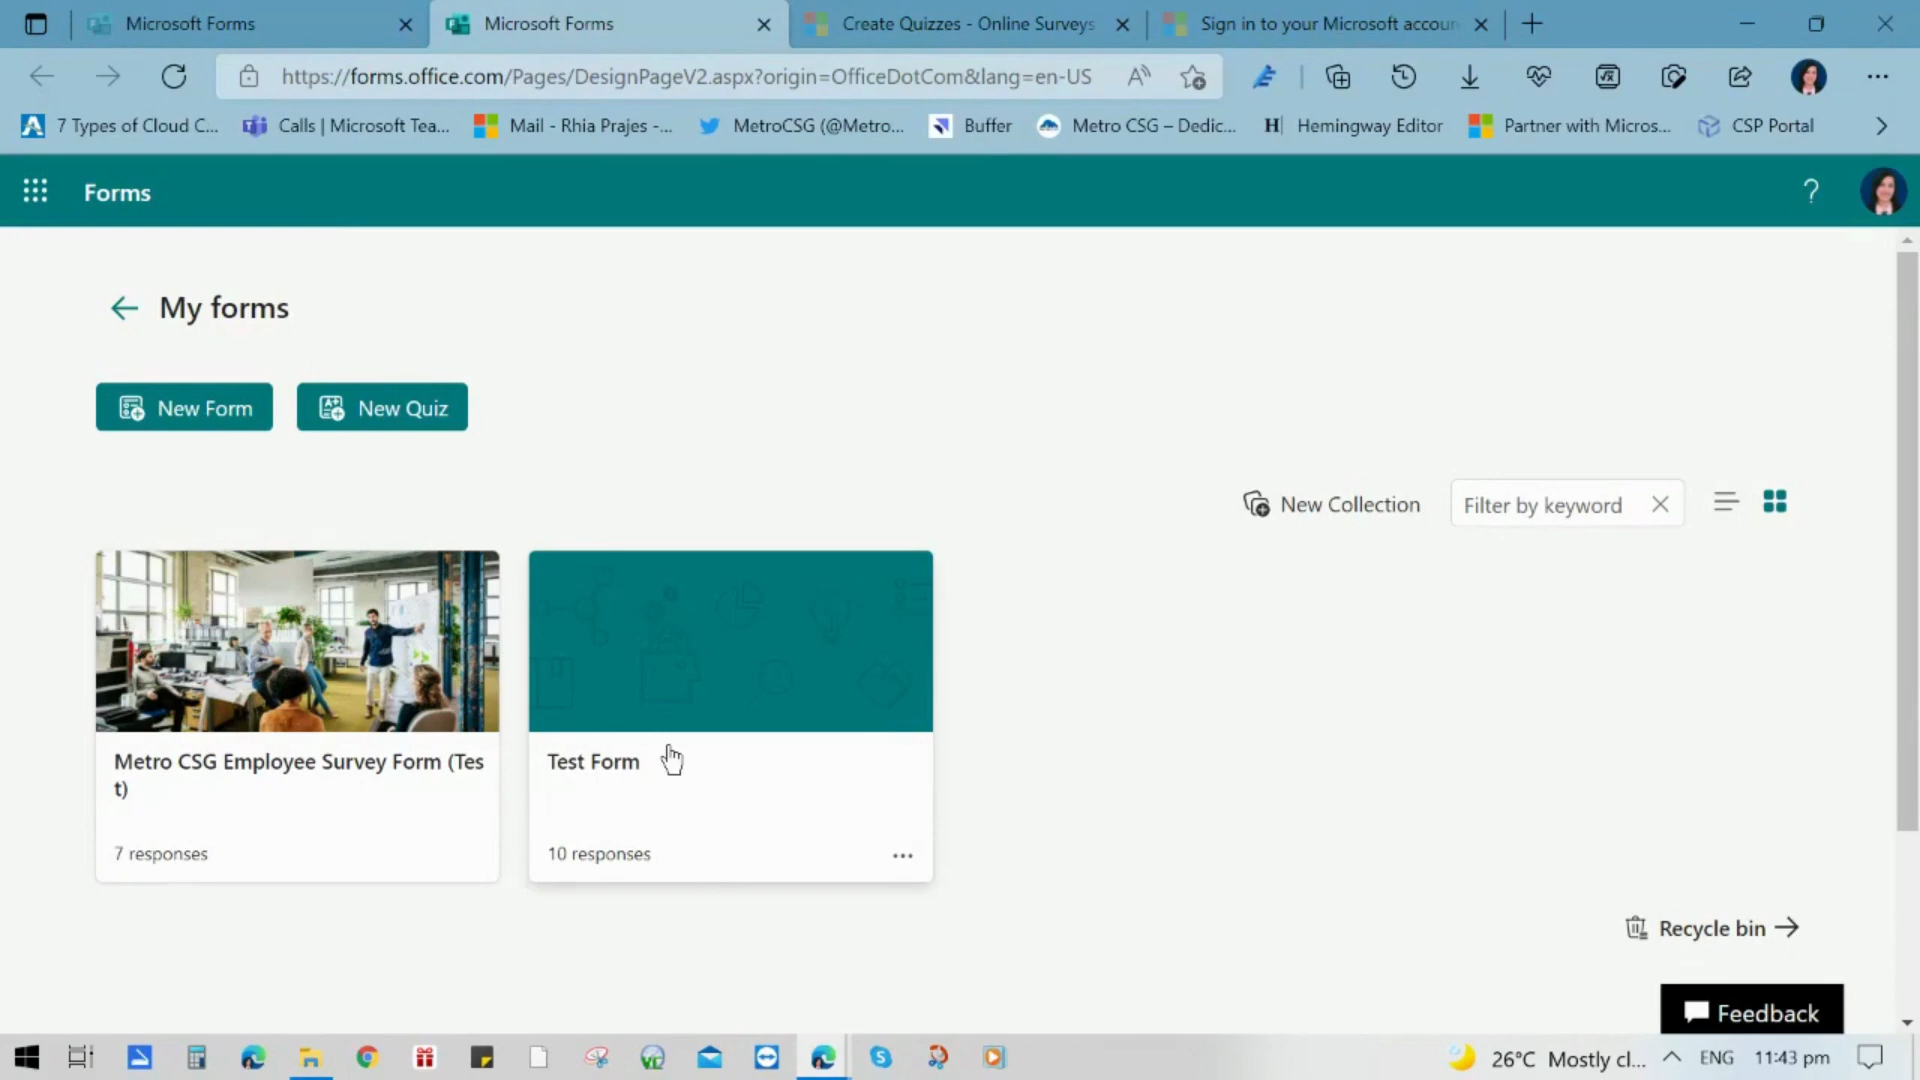 Microsoft Forms
Microsoft Forms
Create Quizzes - Online Surveys
Sign in to your Microsoft accoun
https://forms.office.com/Pages/DesignPageV2.aspx?origin=OfficeDotCom&lang=en-US
7 Types of Cloud C...
Calls | Microsoft Tea...
Mail - Rhia Prajes -...
MetroCSG (@Metro...
Buffer
Metro CSG – Dedic...
Hemingway Editor
Partner with Micros...
CSP Portal
Forms
?
My forms
New Form
New Quiz
New Collection
Filter by keyword
Metro CSG Employee Survey Form (Tes
t)
7 responses
Test Form
10 responses
Recycle bin
Feedback
26°C Mostly cl...
ENG
11:43 pm